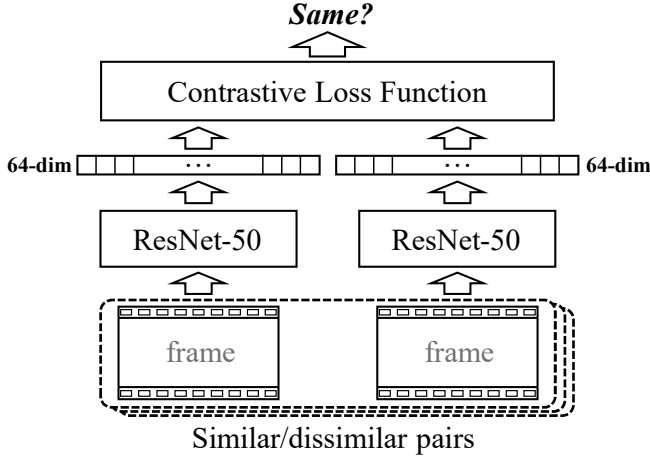 Same?
Contrastive Loss Function
64-dim ... ... 64-dim
ResNet-50 ResNet-50
frame frame
Similar/dissimilar pairs